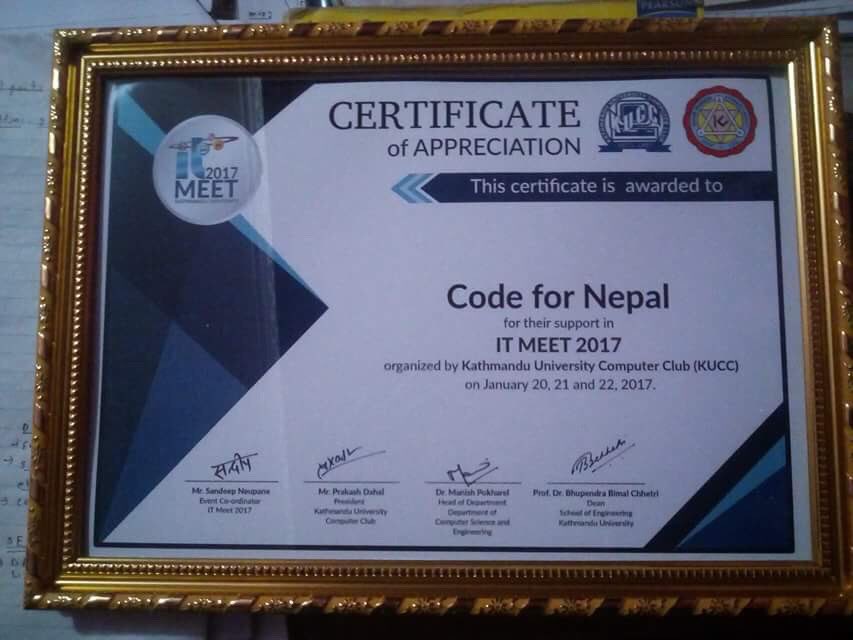 PEARSON
CERTIFICATE
of APPRECIATION
it
2017
MEET
This certificate is awarded to
Code for Nepal
for their support in
IT MEET 2017
organized by Kathmandu University Computer Club (KUCC)
on January 20, 21 and 22, 2017.
सन्दीप
Mr. Sandeep Neupane
Event Co-ordinator
IT Meet 2017
Mr. Prakash Dahal
President
Kathmandu University
Computer Club
Dr. Manish Pokharel
Head of Department
Department of
Computer Science and
Engineering
Prof. Dr. Bhupendra Bimal Chhetri
Dean
School of Engineering
Kathmandu University